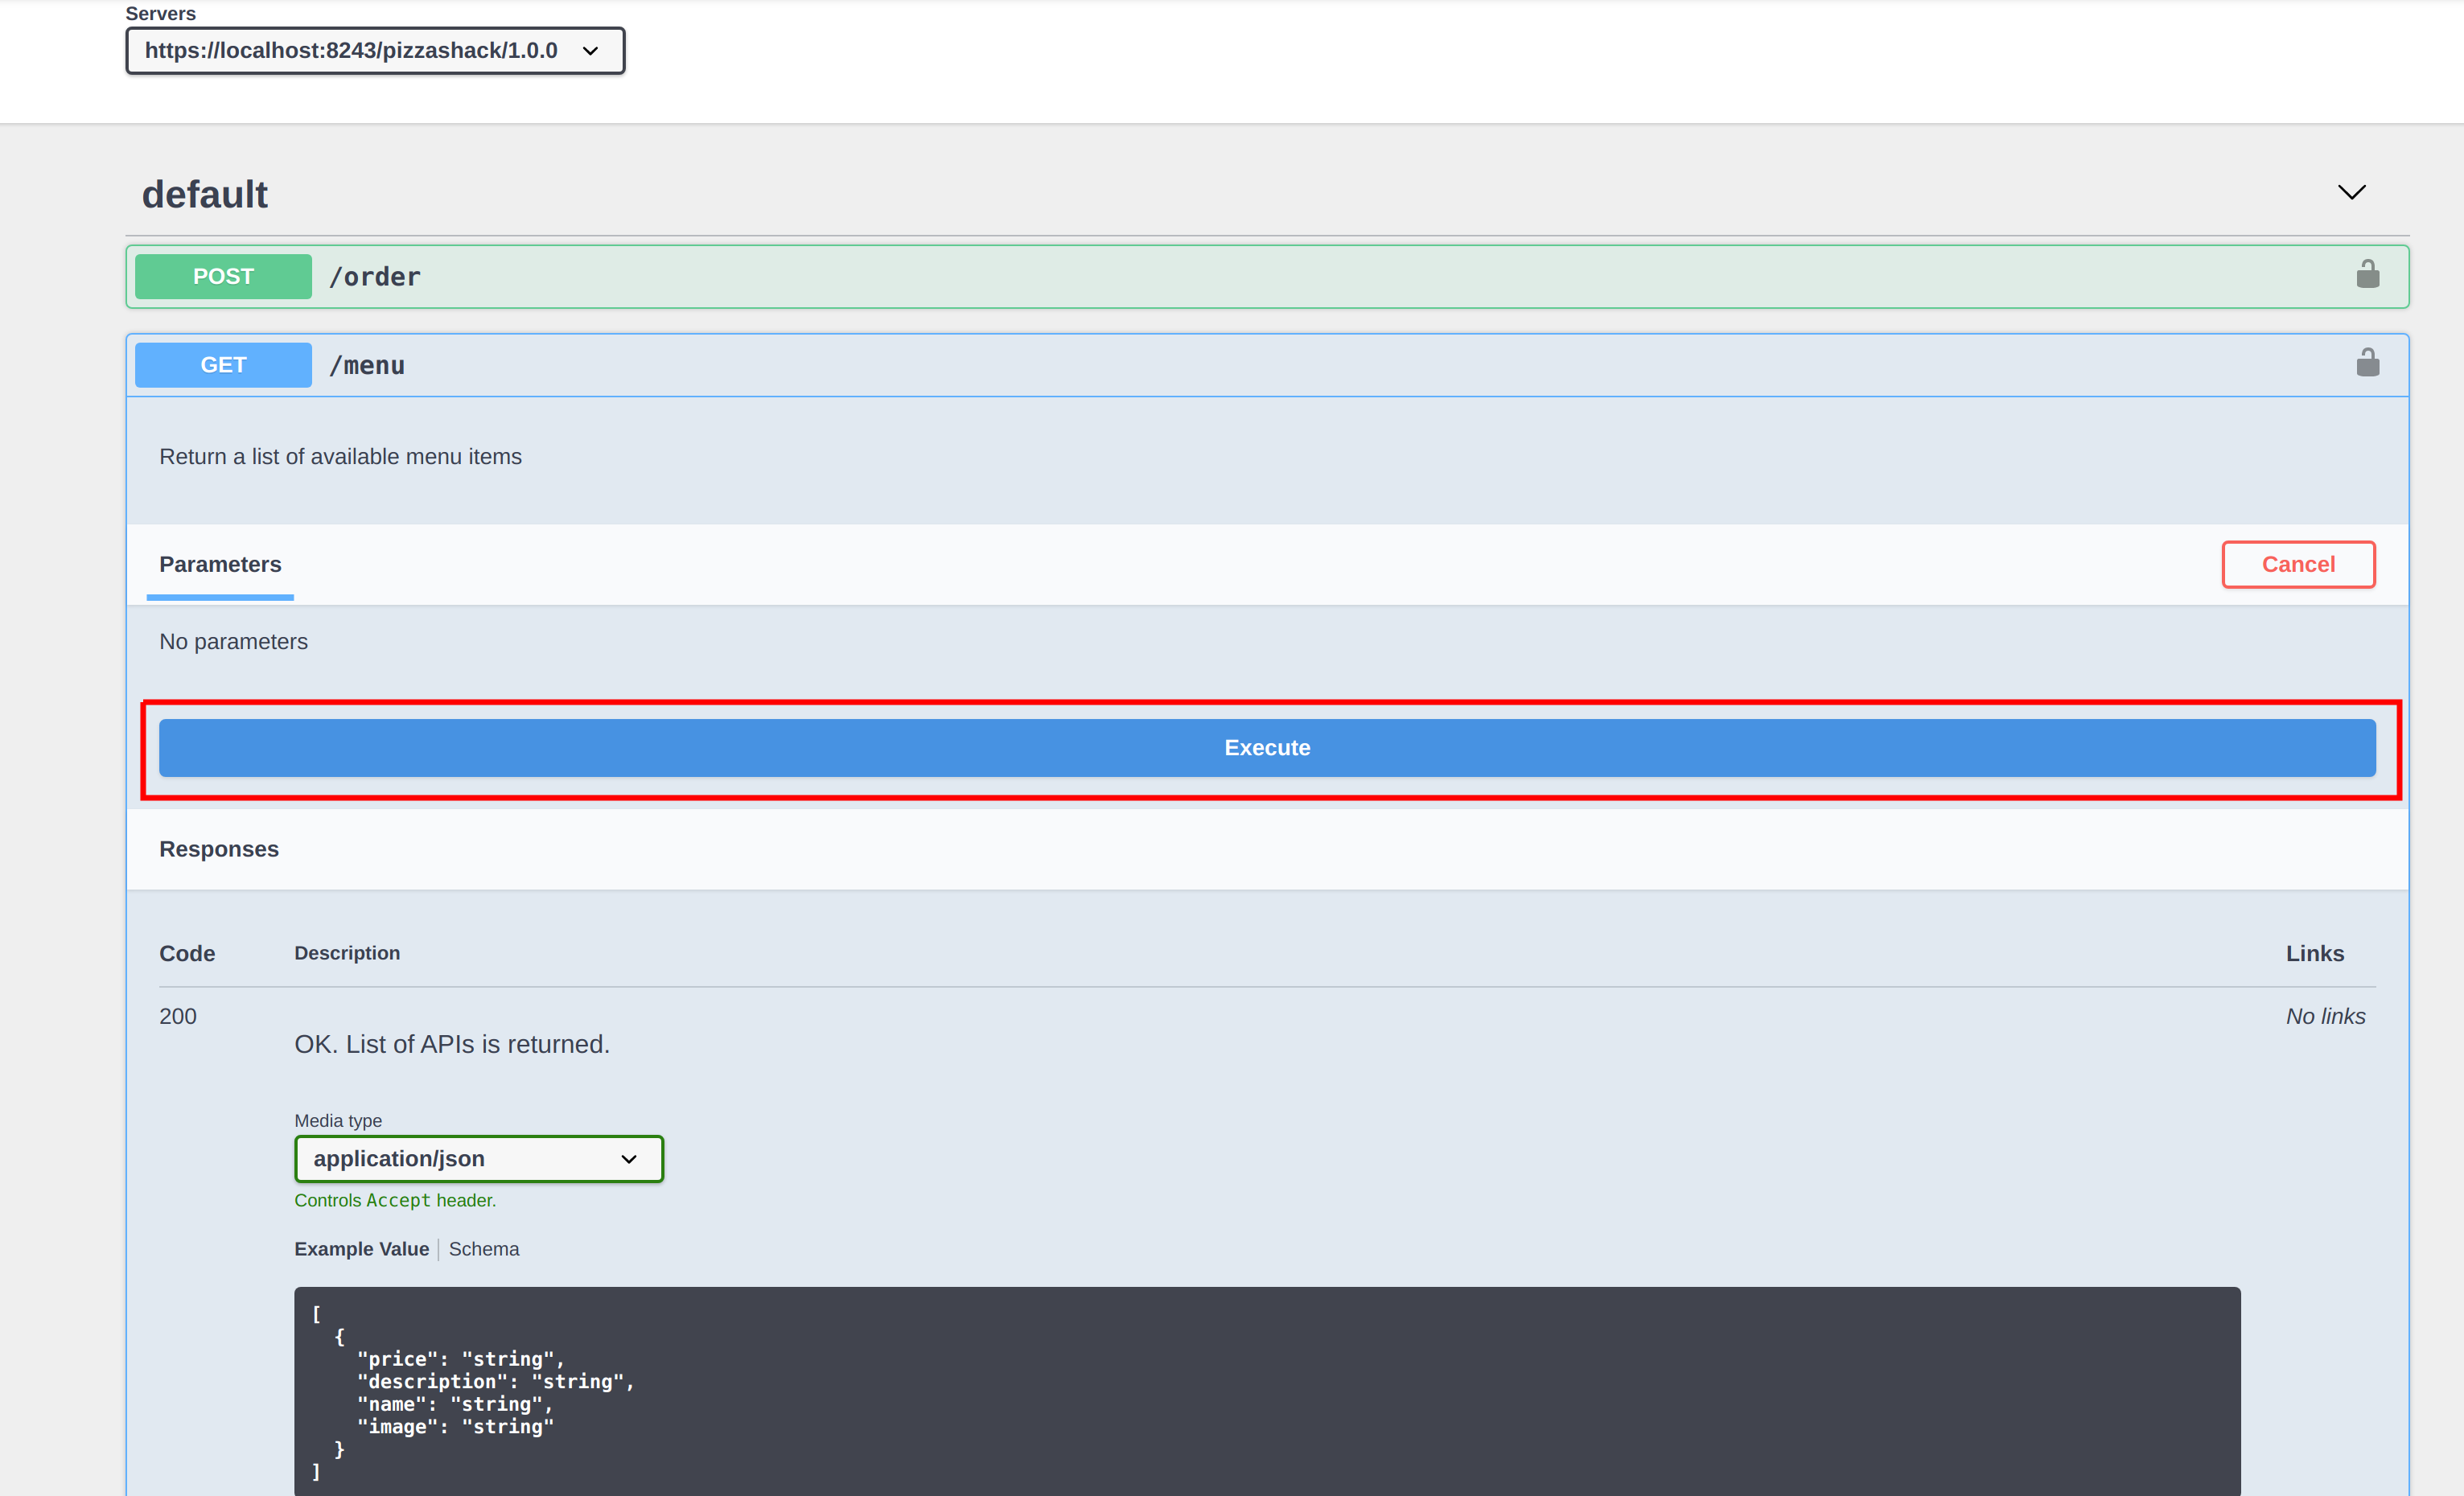 Servers
https://localhost:8243/pizzashack/1.0.0
default
POST /order
GET /menu
Return a list of available menu items
Parameters Cancel
No parameters
Execute
Responses
Code Description Links
200 No links
OK. List of APIs is returned.
Media type
application/json
Controls Accept header.
Example Value Schema
[
  {
    "price": "string",
    "description": "string",
    "name": "string",
    "image": "string"
  }
]